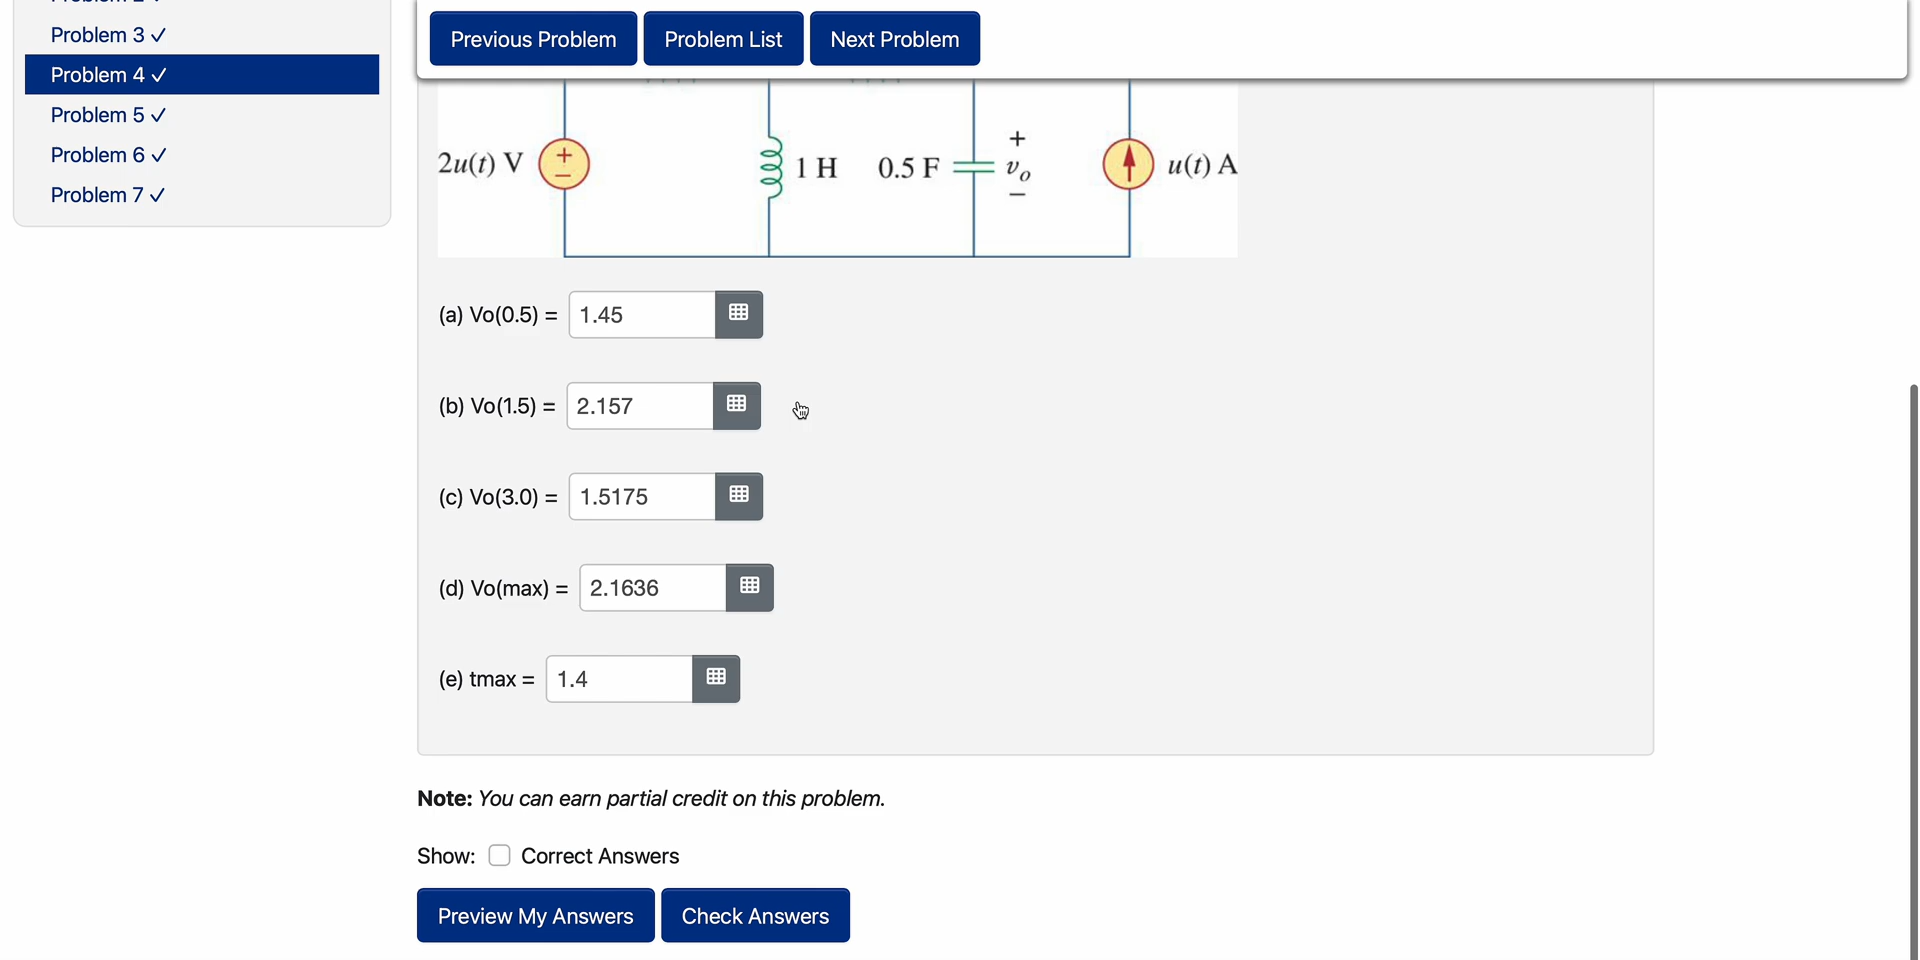 Problem 3 ✓
Problem 4 ✓
Problem 5 ✓
Problem 6 ✓
Problem 7 ✓
Previous Problem
Problem List
Next Problem
2u(t) V
+
−
1 H
0.5 F
+
vo
−
u(t) A
(a) Vo(0.5) = 1.45
(b) Vo(1.5) = 2.157
(c) Vo(3.0) = 1.5175
(d) Vo(max) = 2.1636
(e) tmax = 1.4
Note: You can earn partial credit on this problem.
Show: Correct Answers
Preview My Answers
Check Answers